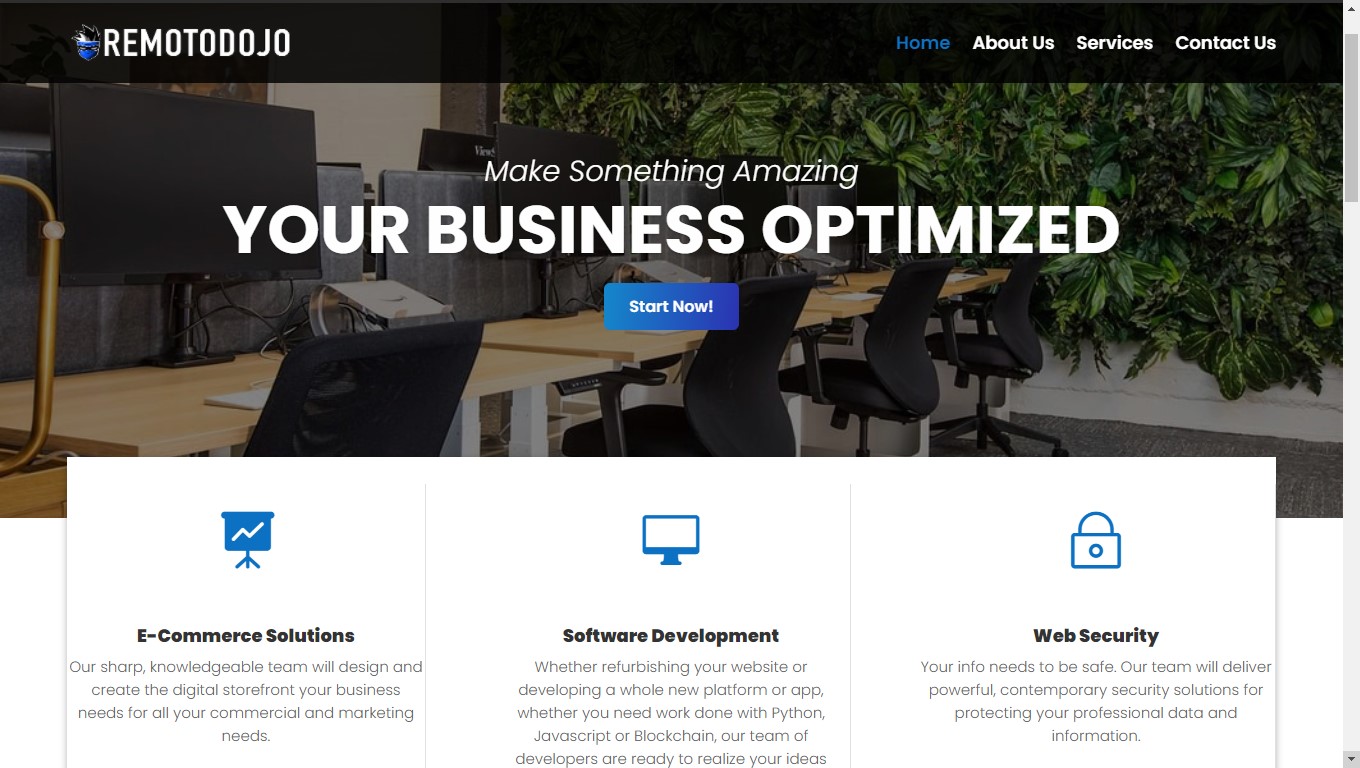 REMOTODOJO
Home About Us Services Contact Us
Make Something Amazing
YOUR BUSINESS OPTIMIZED
Start Now!
E-Commerce Solutions
Our sharp, knowledgeable team will design and
create the digital storefront your business
needs for all your commercial and marketing
needs.
Software Development
Whether refurbishing your website or
developing a whole new platform or app,
whether you need work done with Python,
Javascript or Blockchain, our team of
developers are ready to realize your ideas
Web Security
Your info needs to be safe. Our team will deliver
powerful, contemporary security solutions for
protecting your professional data and
information.